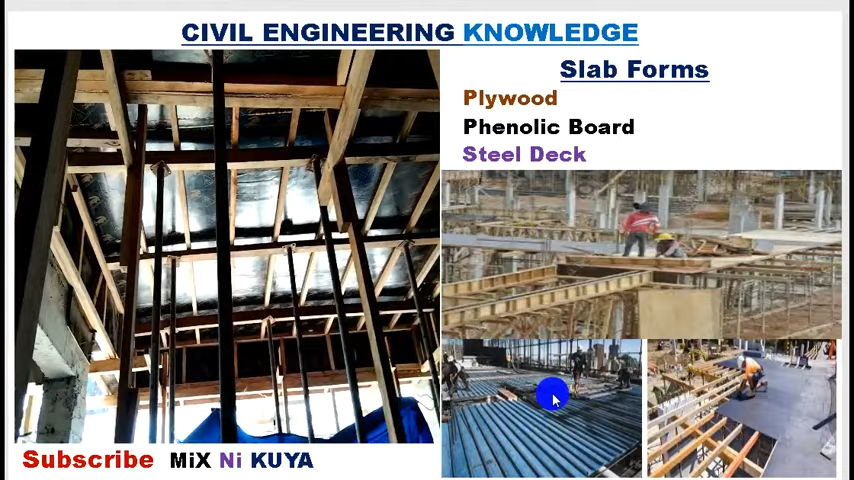 CIVIL ENGINEERING KNOWLEDGE
Slab Forms
Plywood
Phenolic Board
Steel Deck
Subscribe MiX Ni KUYA